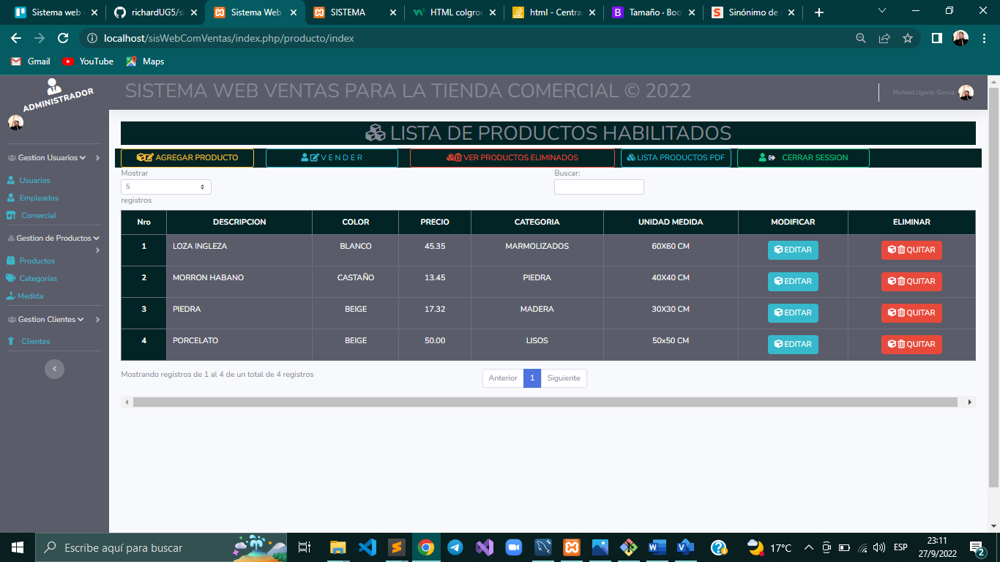 Sistema web
richardUG5/si
Sistema Web
SISTEMA
HTML colgrou
html - Centra
Tamaño · Boo
Sinónimo de
localhost/sisWebComVentas/index.php/producto/index
Gmail
YouTube
Maps
ADMINISTRADOR
SISTEMA WEB VENTAS PARA LA TIENDA COMERCIAL © 2022
Richard Ugarte Garcia
Gestion Usuarios
Usuarios
Empleados
Comercial
Gestion de Productos
Productos
Categorías
Medida
Gestion Clientes
Clientes
LISTA DE PRODUCTOS HABILITADOS
AGREGAR PRODUCTO
V E N D E R
VER PRODUCTOS ELIMINADOS
LISTA PRODUCTOS PDF
CERRAR SESSION
Mostrar
5
registros
Buscar:
Nro DESCRIPCION COLOR PRECIO CATEGORIA UNIDAD MEDIDA MODIFICAR ELIMINAR
1 LOZA INGLEZA BLANCO 45.35 MARMOLIZADOS 60X60 CM EDITAR QUITAR
2 MORRON HABANO CASTAÑO 13.45 PIEDRA 40X40 CM EDITAR QUITAR
3 PIEDRA BEIGE 17.32 MADERA 30X30 CM EDITAR QUITAR
4 PORCELATO BEIGE 50.00 LISOS 50x50 CM EDITAR QUITAR
Mostrando registros de 1 al 4 de un total de 4 registros
Anterior 1 Siguiente
Escribe aquí para buscar
17°C
ESP
23:11
27/9/2022
2